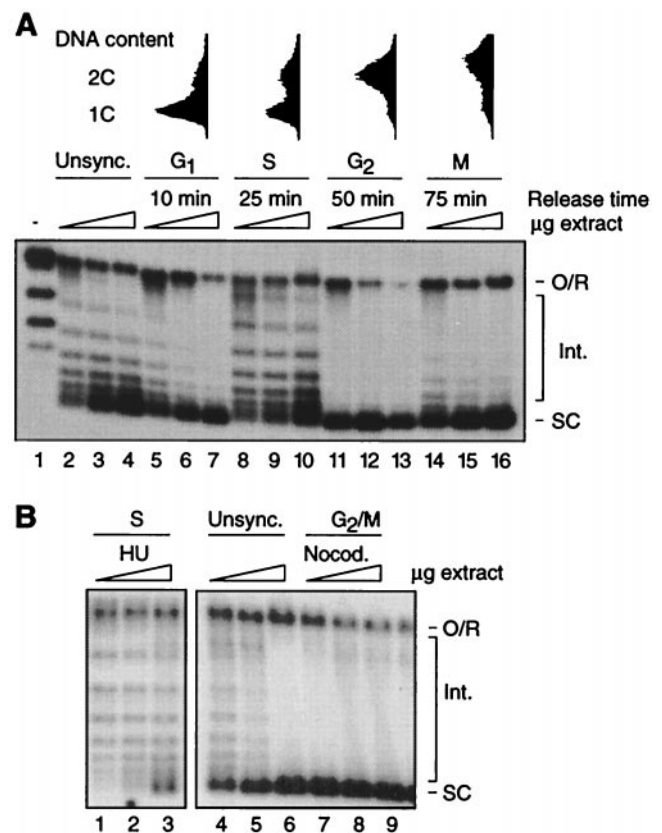 A
DNA content
2C
1C
Unsync. G1 S G2 M
10 min 25 min 50 min 75 min Release time
- μg extract
O/R
Int.
SC
1 2 3 4 5 6 7 8 9 10 11 12 13 14 15 16
B
S Unsync. G2/M
HU Nocod.
μg extract
O/R
Int.
SC
1 2 3 4 5 6 7 8 9